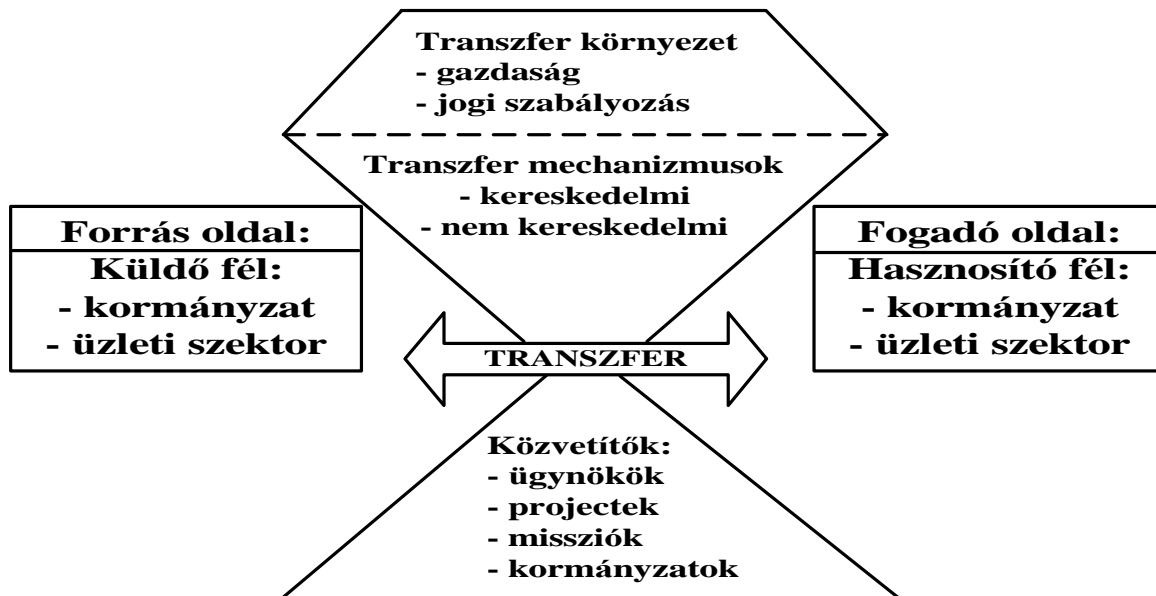 Transzfer környezet
- gazdaság
- jogi szabályozás
Transzfer mechanizmusok
- kereskedelmi
- nem kereskedelmi
Forrás oldal:
Küldő fél:
- kormányzat
- üzleti szektor
Fogadó oldal:
Hasznosító fél:
- kormányzat
- üzleti szektor
TRANSZFER
Közvetítők:
- ügynökök
- projectek
- missziók
- kormányzatok